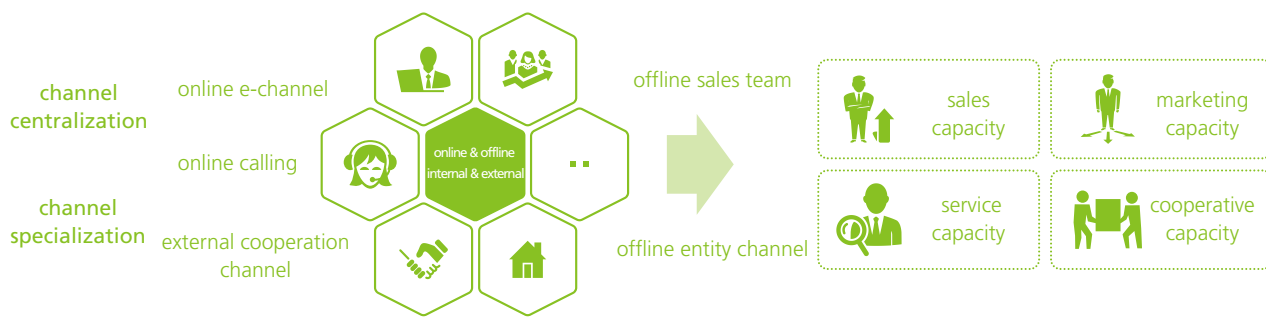 channel
centralization
channel
specialization
online e-channel
online calling
external cooperation
channel
online & offline
internal & external
offline sales team
offline entity channel
sales
capacity
marketing
capacity
service
capacity
cooperative
capacity